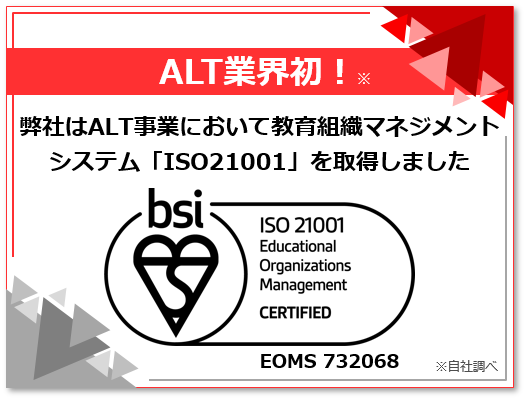 ALT業界初！※
弊社はALT事業において教育組織マネジメント
システム「ISO21001」を取得しました
bsi
ISO 21001
Educational
Organizations
Management
CERTIFIED
EOMS 732068
※自社調べ